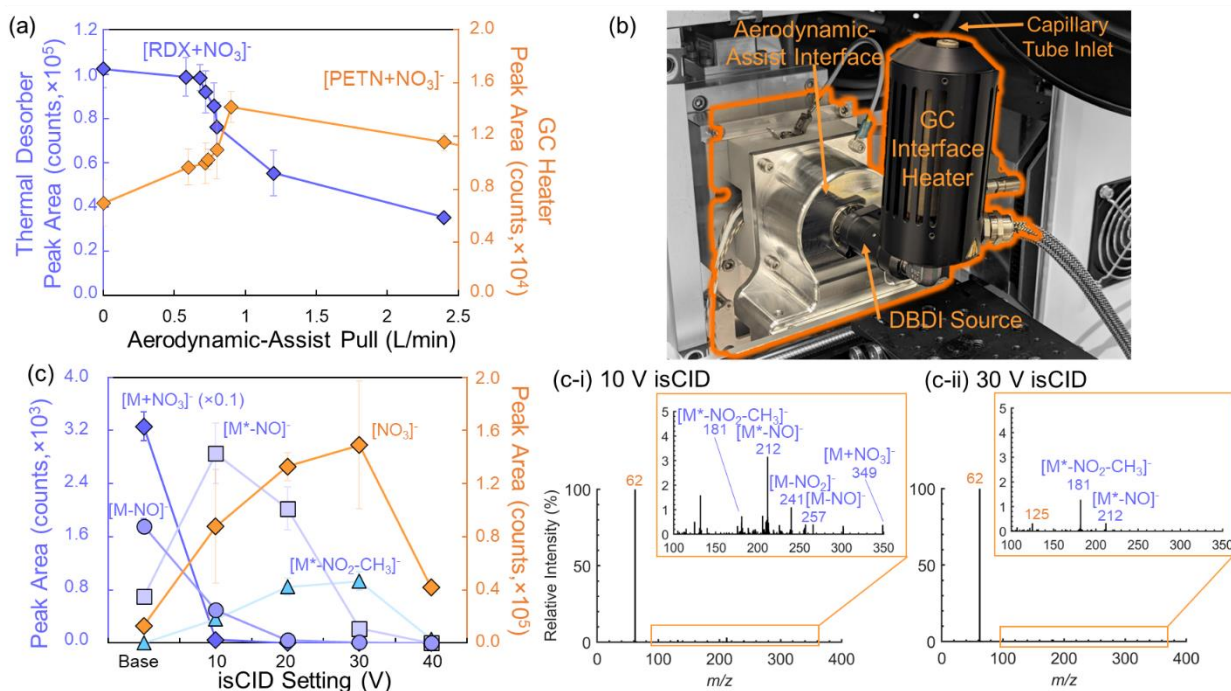 (a)
[RDX+NO₃]⁻
[PETN+NO₃]⁻
Thermal Desorber
Peak Area (counts,×10⁵)
1.2
1.0
0.8
0.6
0.4
0.2
0.0
GC Heater
Peak Area (counts,×10⁴)
2.0
1.6
1.2
0.8
0.4
0.0
0 0.5 1 1.5 2.0 2.5
Aerodynamic-Assist Pull (L/min)
(b)
Aerodynamic-
Assist Interface
Capillary
Tube Inlet
GC
Interface
Heater
DBDI Source
(c)
[M+NO₃]⁻ (×0.1)
[M*-NO]⁻
[NO₃]⁻
[M-NO]⁻
[M*-NO₂-CH₃]⁻
Peak Area (counts,×10³)
4.0
3.2
2.4
1.6
0.8
0.0
Peak Area (counts,×10⁵)
2.0
1.6
1.2
0.8
0.4
0.0
Base 10 20 30 40
isCID Setting (V)
(c-i) 10 V isCID
[M*-NO₂-CH₃]⁻
181
[M*-NO]⁻
212
[M+NO₃]⁻
349
[M-NO₂]⁻
241
[M-NO]⁻
257
5
4
3
2
1
0
100 150 200 250 300 350
62
Relative Intensity (%)
100
50
0
0 100 200 300 400
m/z
(c-ii) 30 V isCID
[M*-NO₂-CH₃]⁻
181
[M*-NO]⁻
212
125
5
4
3
2
1
0
100 150 200 250 300 350
62
100
50
0
0 100 200 300 400
m/z